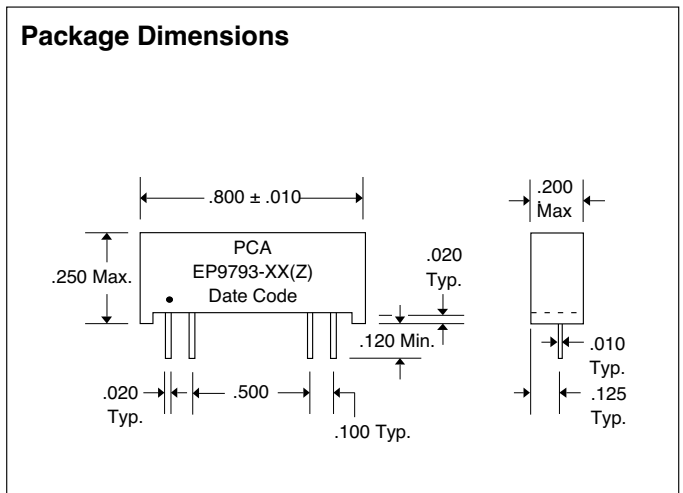 Package Dimensions
.800 ± .010
.200
Max
PCA
EP9793-XX(Z)
Date Code
.250 Max.
.020
Typ.
.120 Min.
.010
Typ.
.020
Typ.
.500
.125
Typ.
.100 Typ.